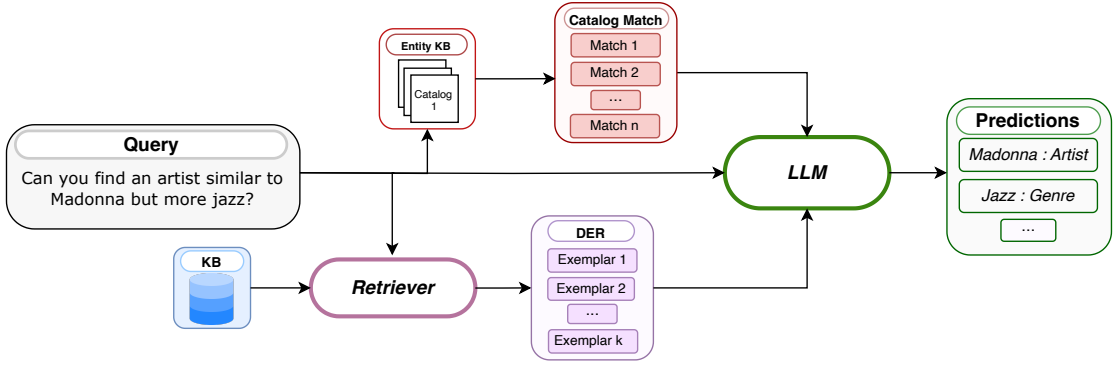 Query
Can you find an artist similar to
Madonna but more jazz?
Entity KB
Catalog
1
Catalog Match
Match 1
Match 2
...
Match n
KB
Retriever
DER
Exemplar 1
Exemplar 2
...
Exemplar k
LLM
Predictions
Madonna : Artist
Jazz : Genre
...